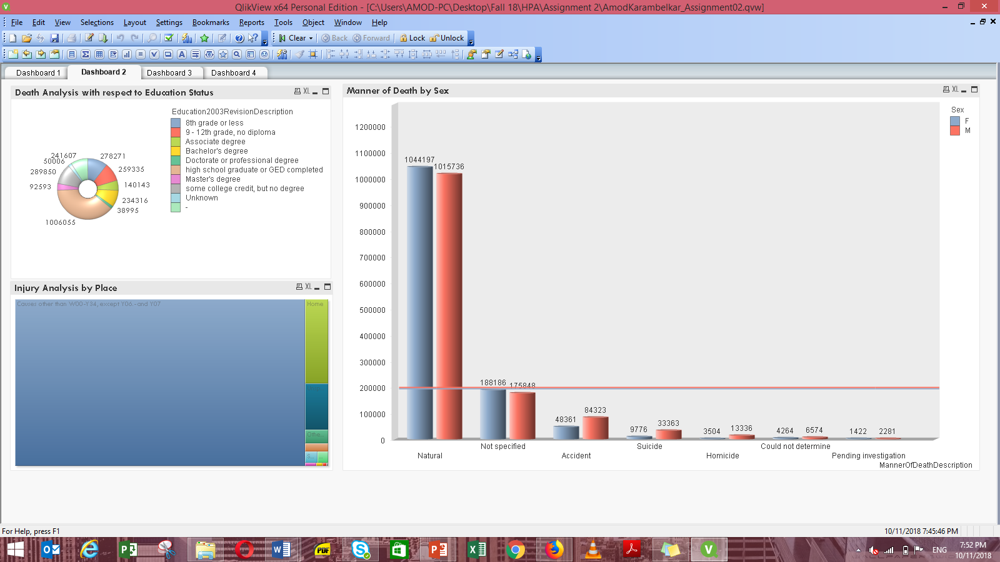 QlikView x64 Personal Edition - [C:\Users\AMOD-PC\Desktop\Fall 18\HPA\Assignment 2\AmodKarambelkar_Assignment02.qvw]
File Edit View Selections Layout Settings Bookmarks Reports Tools Object Window Help
Clear Back Forward Lock Unlock
Dashboard 1 Dashboard 2 Dashboard 3 Dashboard 4
Death Analysis with respect to Education Status XL
Education2003RevisionDescription
8th grade or less
9 - 12th grade, no diploma
Associate degree
Bachelor's degree
Doctorate or professional degree
high school graduate or GED completed
Master's degree
some college credit, but no degree
Unknown
-
241607
278271
50006
259335
289850
140143
92593
234316
38995
1006055
Injury Analysis by Place XL
Causes other than W00-Y34, except Y06.- and Y07
Home
Othe...
S...
Manner of Death by Sex XL
Sex
F
M
1200000
1100000
1000000
900000
800000
700000
600000
500000
400000
300000
200000
100000
0
1044197 1015736
188186 175848
48361 84323
9776 33363
3504 13336
4264 6574
1422 2281
Not specified Suicide Could not determine
Natural Accident Homicide Pending investigation
MannerOfDeathDescription
For Help, press F1
10/11/2018 7:45:46 PM
PDF
ENG
7:52 PM
10/11/2018